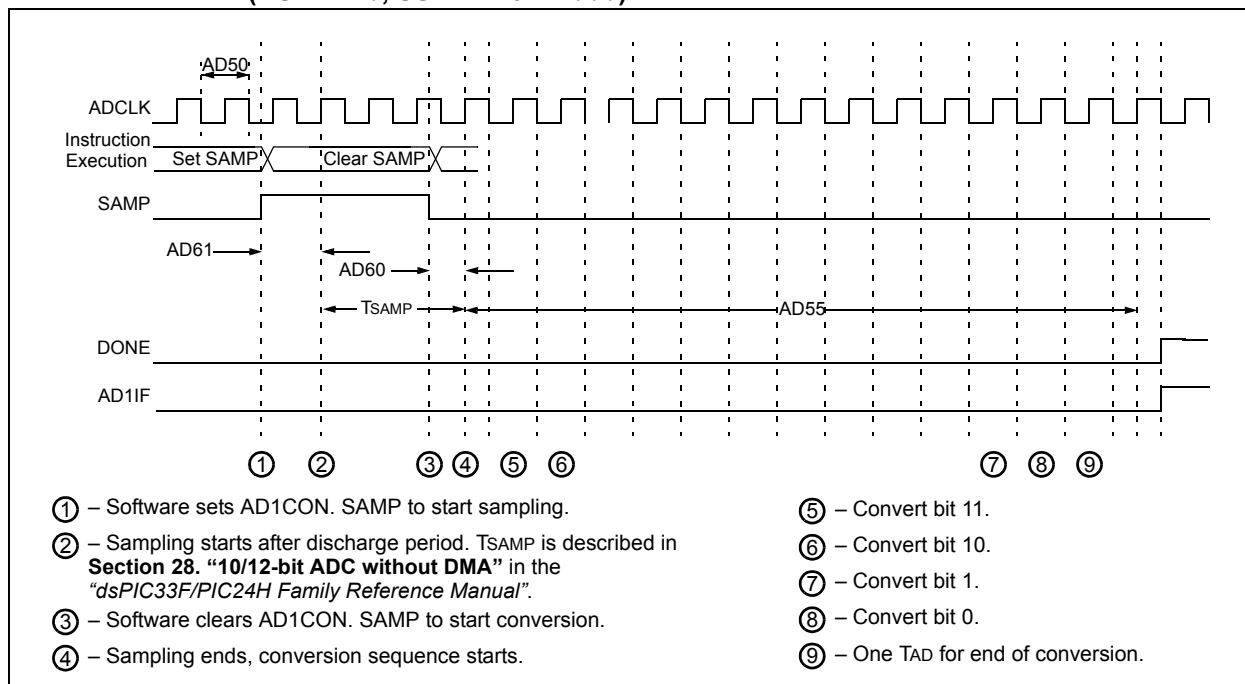 AD50
ADCLK
Instruction
Execution
Set SAMP
Clear SAMP
SAMP
AD61
AD60
TSAMP
AD55
DONE
AD1IF
1 2 3 4 5 6 7 8 9
1 – Software sets AD1CON. SAMP to start sampling.
2 – Sampling starts after discharge period. TSAMP is described in
Section 28. “10/12-bit ADC without DMA” in the
“dsPIC33F/PIC24H Family Reference Manual”.
3 – Software clears AD1CON. SAMP to start conversion.
4 – Sampling ends, conversion sequence starts.
5 – Convert bit 11.
6 – Convert bit 10.
7 – Convert bit 1.
8 – Convert bit 0.
9 – One TAD for end of conversion.